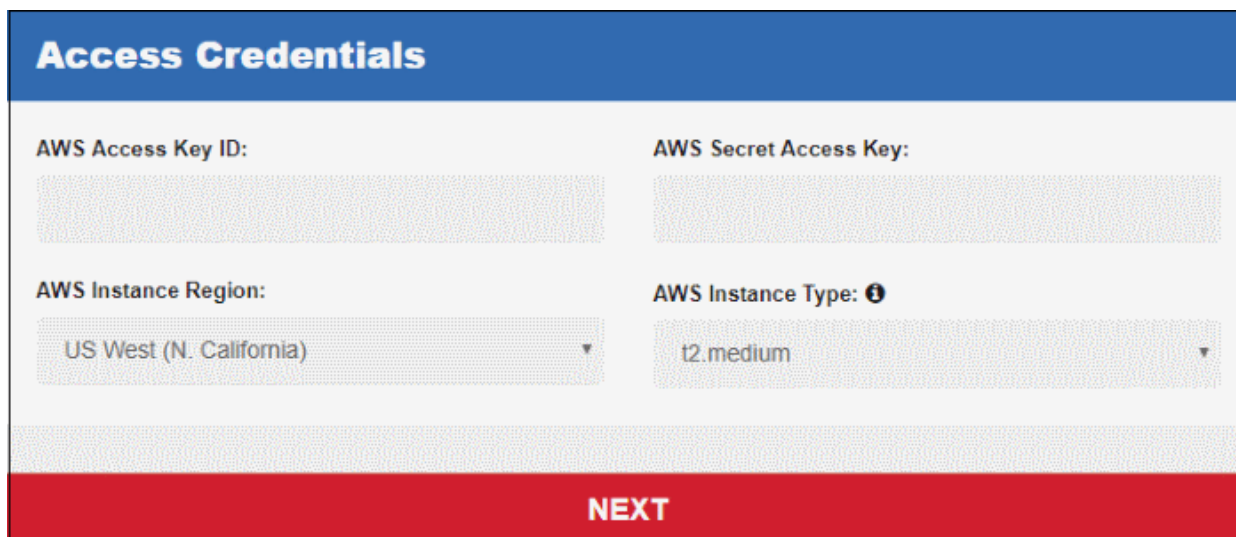 Access Credentials
AWS Access Key ID:
AWS Secret Access Key:
AWS Instance Region:
AWS Instance Type:
US West (N. California)
t2.medium
NEXT